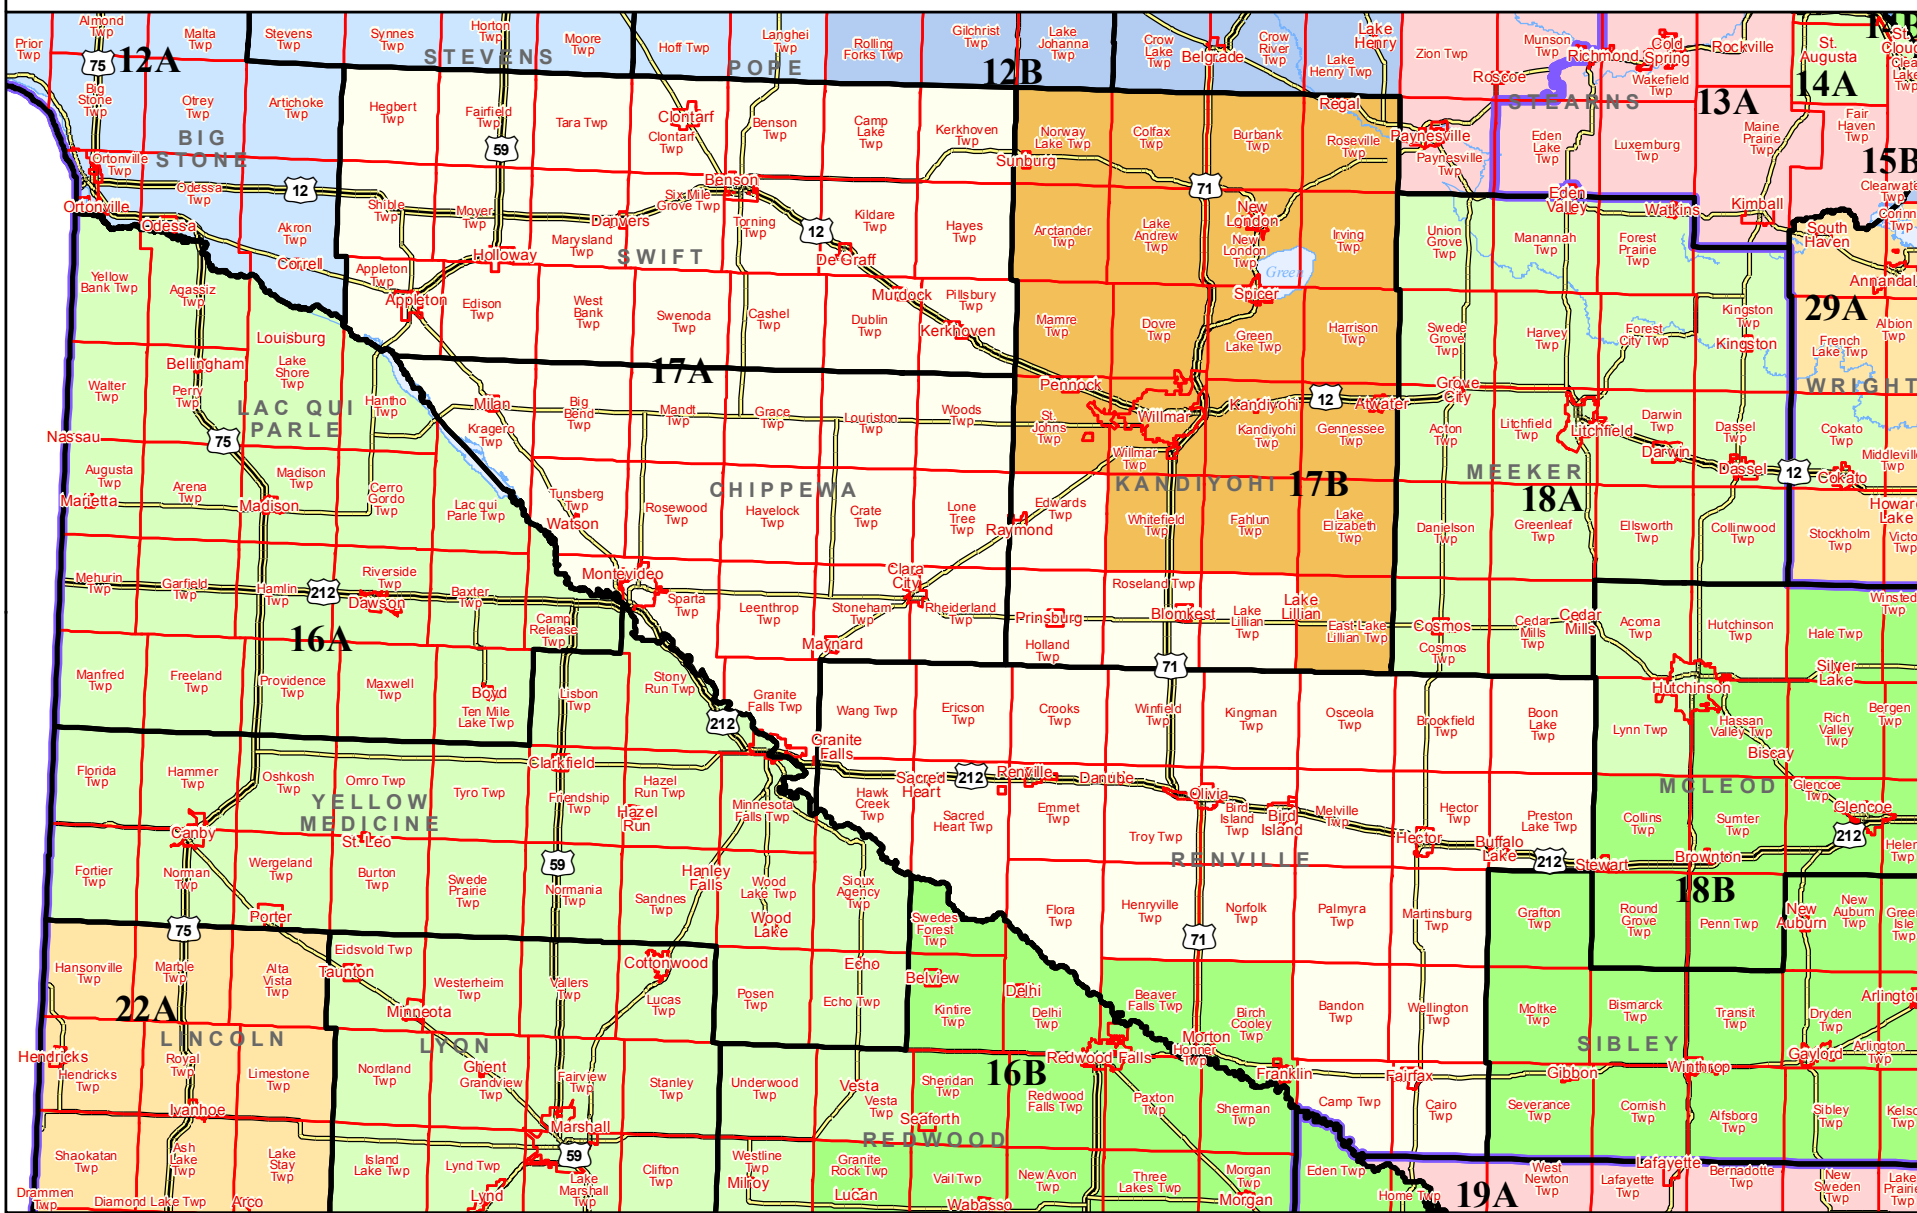 Almond
Twp
Prior
Twp
75
12A
Malta
Twp
Stevens
Twp
Synnes
Twp
Horton
Twp
STEVENS
59
Moore
Twp
Hoff Twp
Langhei
Twp
POPE
Rolling
Forks Twp
Gilchrist
Twp
12B
Lake
Johanna
Twp
Crow
Lake
Twp
Belgrade
Crow
River
Twp
Lake
Henry
Lake
Henry Twp
Zion Twp
Roscoe
Munson
Twp
Richmond
Cold
Spring
Wakefield
Twp
Rockville
St.
Augusta
14A
STEARNS
13A
Big
Stone
Twp
Otrey
Twp
Artichoke
Twp
BIG
STONE
Hegbert
Twp
Fairfield
Twp
59
Tara Twp
Clontarf
Clontarf
Twp
Benson
Twp
Camp
Lake
Twp
Kerkhoven
Twp
Norway
Lake Twp
Sunburg
Colfax
Twp
Burbank
Twp
Regal
Roseville
Twp
Paynesville
Paynesville
Twp
Eden
Lake
Twp
Luxemburg
Twp
Maine
Prairie
Twp
Fair
Haven
Twp
15B
Ortonville
Twp
Ortonville
Odessa
Twp
12
Odessa
Akron
Twp
Correll
Shible
Twp
Moyer
Twp
Danvers
Marysland
Twp
Six Mile
Grove Twp
Benson
Torning
Twp
12
Kildare
Twp
Hayes
Twp
De Graff
SWIFT
Holloway
Arctander
Twp
Lake
Andrew
Twp
71
New
London
New
London
Twp
Irving
Twp
Green
Spicer
Union
Grove
Twp
Eden
Valley
Manannah
Twp
Watkins
Forest
Prairie
Twp
Kimball
South
Haven
29A
Yellow
Bank Twp
Agassiz
Twp
Louisburg
Appleton
Twp
Appleton
Edison
Twp
West
Bank
Twp
Swenoda
Twp
Cashel
Twp
Dublin
Twp
Murdock
Pillsbury
Twp
Kerkhoven
Mamre
Twp
Dovre
Twp
Green
Lake Twp
Harrison
Twp
Swede
Grove
Twp
Harvey
Twp
Forest
City Twp
Kingston
Twp
Kingston
French
Lake Twp
Albion
Twp
WRIGHT
Bellingham
Lake
Shore
Twp
Walter
Twp
Perry
Twp
LAC QUI
PARLE
Hantho
Twp
17A
Milan
Kragero
Twp
Big
Bend
Twp
Mandt
Twp
Grace
Twp
Louriston
Twp
Woods
Twp
Pennock
St.
Johns
Twp
Willmar
Willmar
Twp
Kandiyohi
Kandiyohi
Twp
12
Atwater
Gennessee
Twp
Grove
City
Acton
Twp
Litchfield
Twp
Litchfield
Darwin
Twp
Darwin
Dassel
Twp
Dassel
12
Cokato
Twp
Cokato
Nassau
75
Augusta
Twp
Marietta
Arena
Twp
Madison
Twp
Madison
Cerro
Gordo
Twp
Lac qui
Parle Twp
Tunsberg
Twp
Watson
CHIPPEWA
Rosewood
Twp
Havelock
Twp
Crate
Twp
Lone
Tree
Twp
Raymond
Edwards
Twp
KANDIYOHI
17B
Whitefield
Twp
Fahlun
Twp
Lake
Elizabeth
Twp
MEEKER
18A
Danielson
Twp
Greenleaf
Twp
Ellsworth
Twp
Collinwood
Twp
Stockholm
Twp
Mehurin
Twp
Garfield
Twp
Hamlin
Twp
212
Riverside
Twp
Dawson
Baxter
Twp
Camp
Release
Twp
16A
Montevideo
Sparta
Twp
Leenthrop
Twp
Stoneham
Twp
Clara
City
Rheiderland
Twp
Maynard
Prinsburg
Holland
Twp
Roseland Twp
Blomkest
71
Lake
Lillian
Twp
Lake
Lillian
East Lake
Lillian Twp
Cosmos
Cosmos
Twp
Cedar
Mills
Twp
Cedar
Mills
Acoma
Twp
Hutchinson
Twp
Hutchinson
Hale Twp
Winsted
Twp
Silver
Lake
Manfred
Twp
Freeland
Twp
Providence
Twp
Maxwell
Twp
Boyd
Ten Mile
Lake Twp
Lisbon
Twp
Stony
Run Twp
212
Granite
Falls Twp
Granite
Falls
Wang Twp
Ericson
Twp
Crooks
Twp
Winfield
Twp
Kingman
Twp
Osceola
Twp
Brookfield
Twp
Boon
Lake
Twp
Lynn Twp
Hassan
Valley Twp
Biscay
Rich
Valley
Twp
Bergen
Twp
Florida
Twp
Hammer
Twp
Oshkosh
Twp
Omro Twp
YELLOW
MEDICINE
Tyro Twp
Clarkfield
Friendship
Twp
Hazel
Run Twp
Hazel
Run
Minnesota
Falls Twp
Hawk
Creek
Twp
Sacred
Heart
212
Sacred
Heart Twp
Renville
Emmet
Twp
Danube
Troy Twp
Olivia
Bird
Island
Twp
Bird
Island
Melville
Twp
RENVILLE
Hector
Twp
Hector
Buffalo
Lake
Preston
Lake Twp
212
Stewart
MCLEOD
Collins
Twp
Sumter
Twp
Brownton
Glencoe
Twp
Glencoe
212
18B
Canby
St. Leo
Fortier
Twp
Norman
Twp
Wergeland
Twp
Burton
Twp
Swede
Prairie
Twp
59
Normania
Twp
Sandnes
Twp
Hanley
Falls
Wood
Lake Twp
Wood
Lake
Sioux
Agency
Twp
Swedes
Forest
Twp
Flora
Twp
Henryville
Twp
71
Norfolk
Twp
Palmyra
Twp
Martinsburg
Twp
Grafton
Twp
Round
Grove
Twp
Penn Twp
New
Auburn
New
Auburn
Twp
Porter
75
Hansonville
Twp
Marble
Twp
Alta
Vista
Twp
22A
LINCOLN
Eidsvold Twp
Taunton
Minneota
Westerheim
Twp
Vallers
Twp
Cottonwood
Lucas
Twp
Posen
Twp
Echo
Echo Twp
Belview
Kintire
Twp
Delhi
Delhi
Twp
Beaver
Falls Twp
Birch
Cooley
Twp
Morton
Honner
Twp
Bandon
Twp
Wellington
Twp
Moltke
Twp
Bismarck
Twp
SIBLEY
Transit
Twp
Dryden
Twp
Arlington
Twp
Gaylord
Hendricks
Hendricks
Twp
Royal
Twp
Limestone
Twp
Ivanhoe
LYON
Nordland
Twp
Ghent
Grandview
Twp
Fairview
Twp
Marshall
Stanley
Twp
Underwood
Twp
Vesta
Vesta
Twp
Sheridan
Twp
Seaforth
REDWOOD
16B
Redwood Falls
Redwood
Falls Twp
Paxton
Twp
Sherman
Twp
Franklin
Camp Twp
Fairfax
Cairo
Twp
Severance
Twp
Gibbon
Cornish
Twp
Winthrop
Alfsborg
Twp
Sibley
Twp
Shaokatan
Twp
Ash
Lake
Twp
Lake
Stay
Twp
Drammen
Twp
Diamond Lake Twp
Arco
Island
Lake Twp
Lynd Twp
Lynd
59
Lake
Marshall
Twp
Clifton
Twp
Westline
Twp
Milroy
Granite
Rock Twp
Lucan
Vail Twp
Wabasso
New Avon
Twp
Three
Lakes Twp
Morgan
Twp
Morgan
Eden Twp
Home Twp
19A
West
Newton
Twp
Lafayette
Twp
Lafayette
Bernadotte
Twp
New
Sweden
Twp